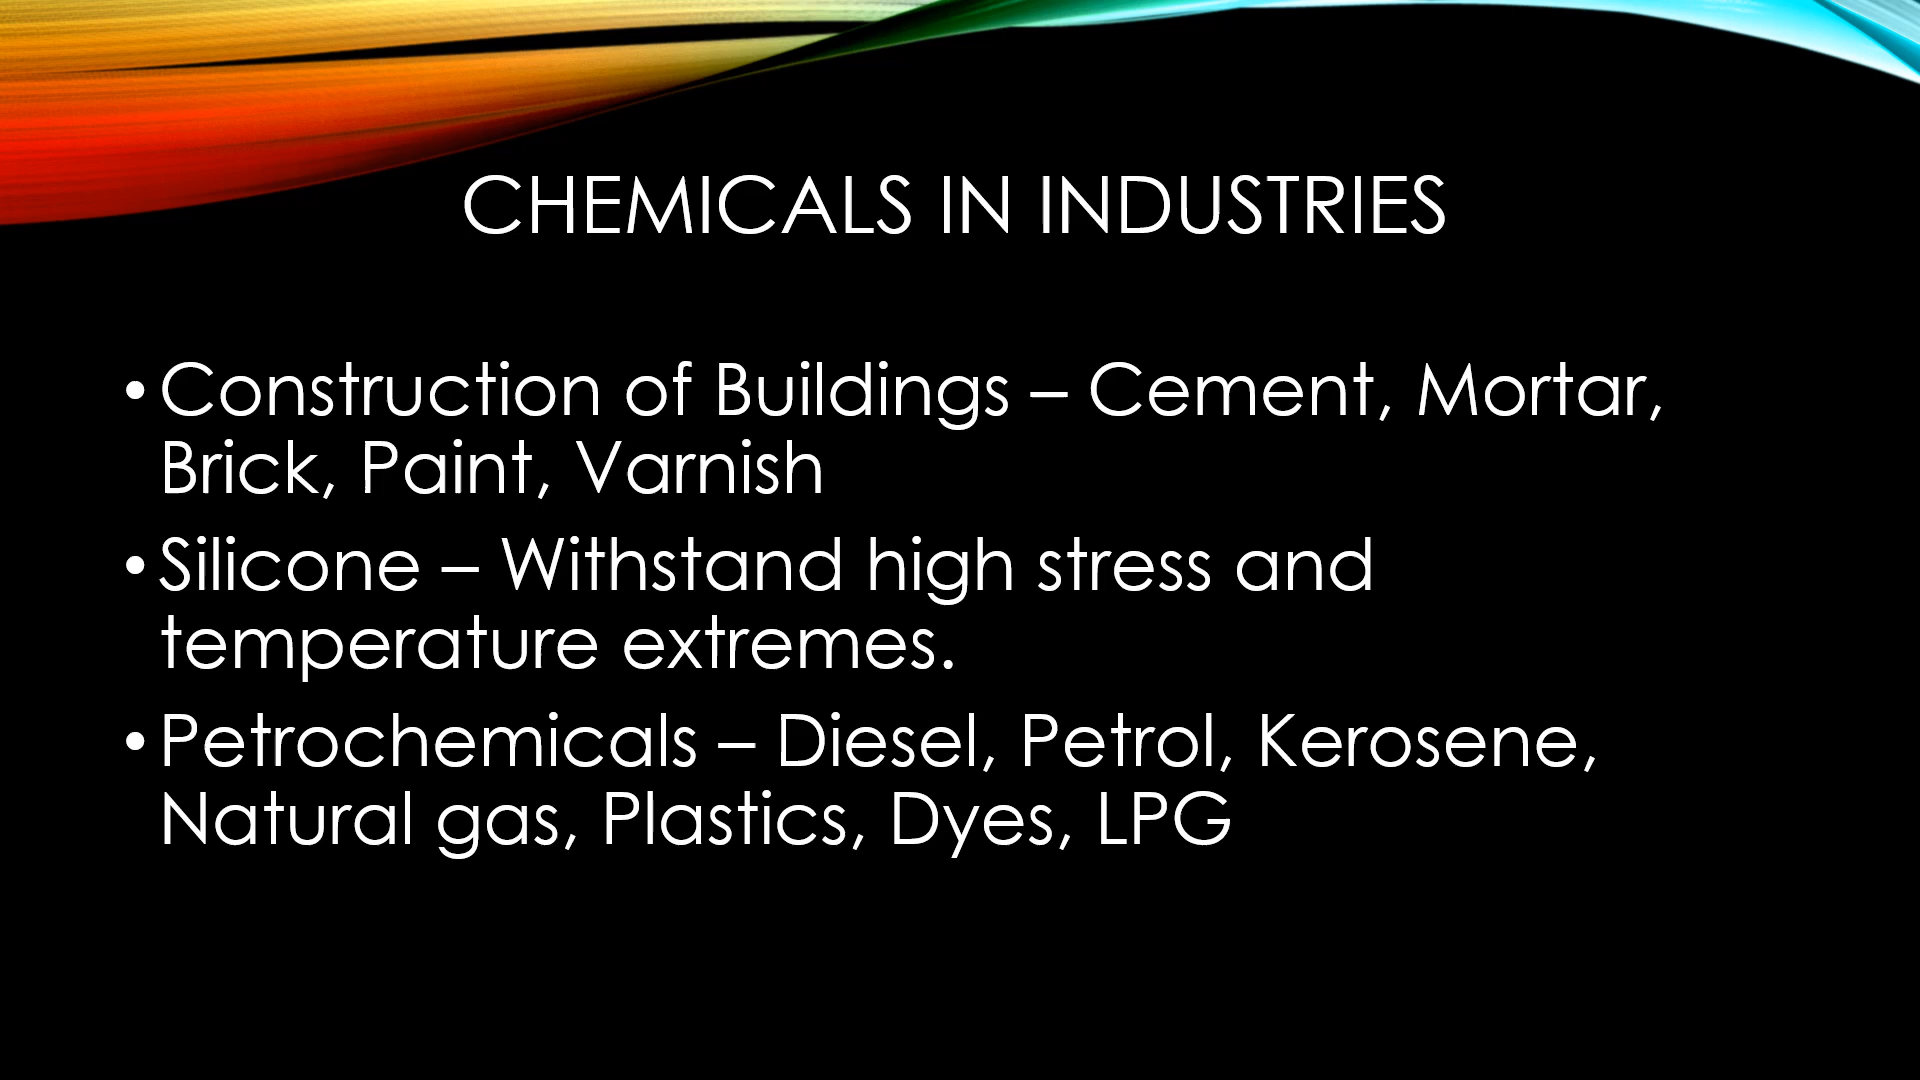 CHEMICALS IN INDUSTRIES
• Construction of Buildings – Cement, Mortar,
Brick, Paint, Varnish
• Silicone – Withstand high stress and
temperature extremes.
• Petrochemicals – Diesel, Petrol, Kerosene,
Natural gas, Plastics, Dyes, LPG